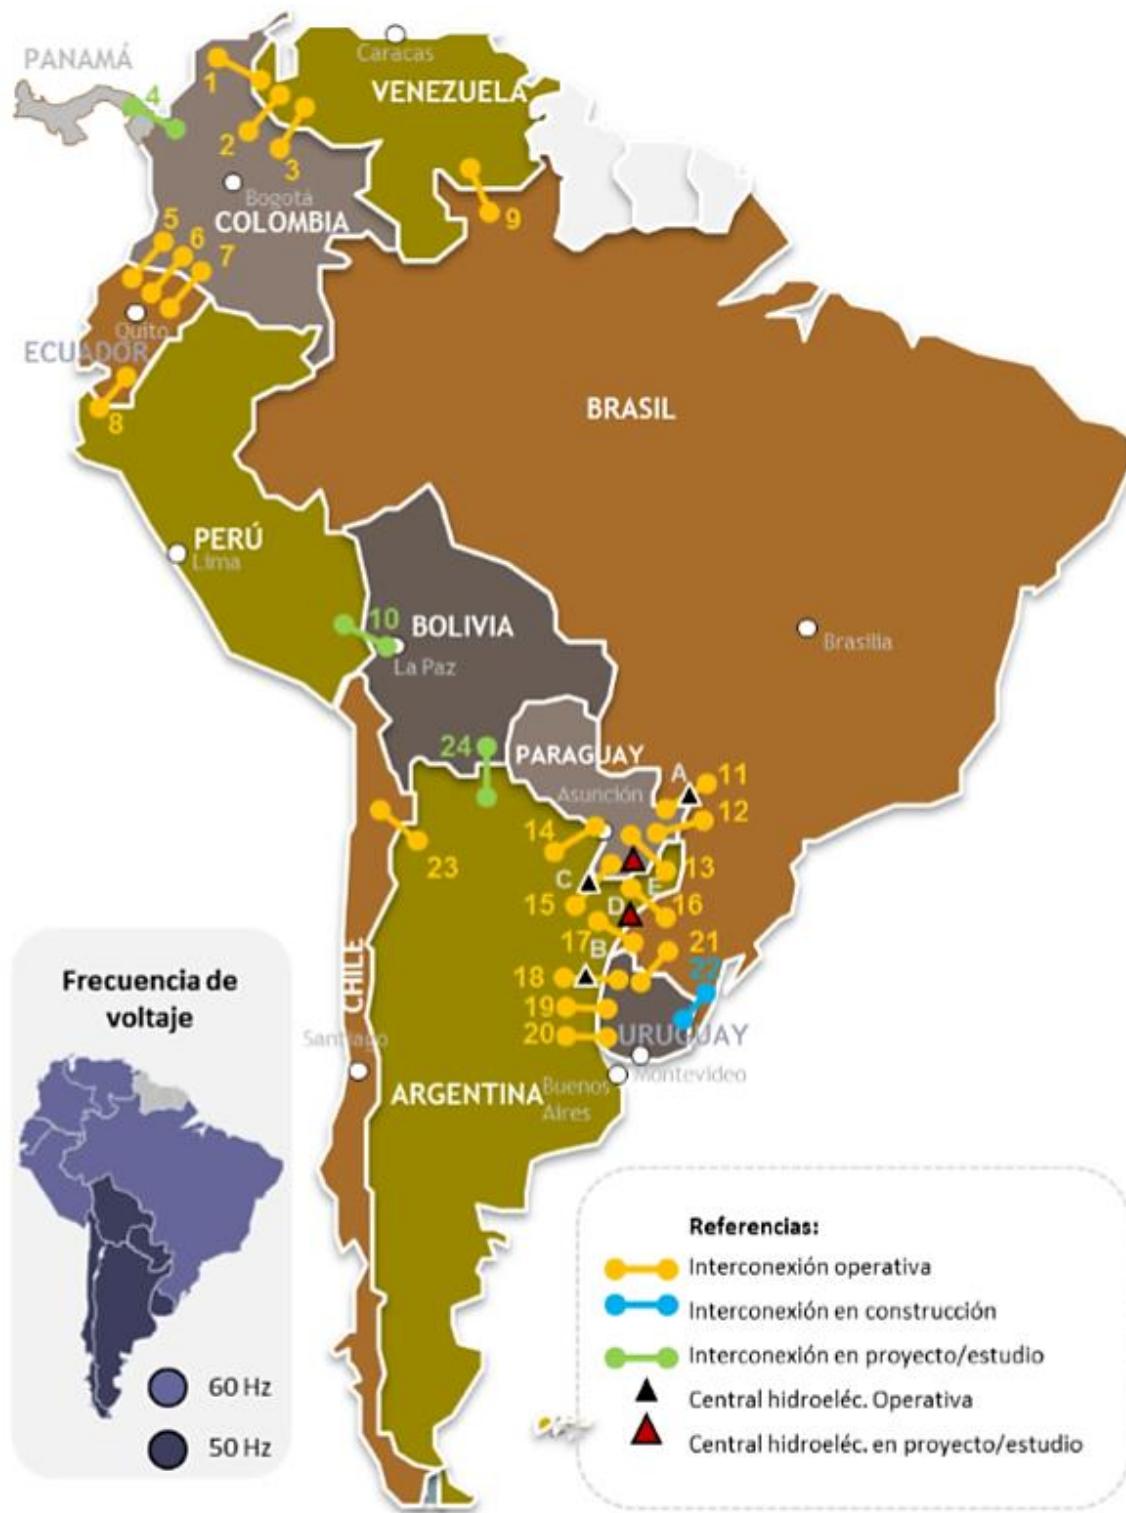 PANAMÁ
Caracas
VENEZUELA
1
4
2
3
Bogotá
COLOMBIA
9
5
6
7
Quito
ECUADOR
8
BRASIL
PERÚ
Lima
10
BOLIVIA
La Paz
Brasilia
24
PARAGUAY
Asunción
A
11
12
14
13
23
C
E
15
D
16
17
B
21
22
18
19
20
URUGUAY
Montevideo
CHILE
Santiago
ARGENTINA
Buenos
Aires
Frecuencia de
voltaje
60 Hz
50 Hz
Referencias:
Interconexión operativa
Interconexión en construcción
Interconexión en proyecto/estudio
Central hidroeléc. Operativa
Central hidroeléc. en proyecto/estudio